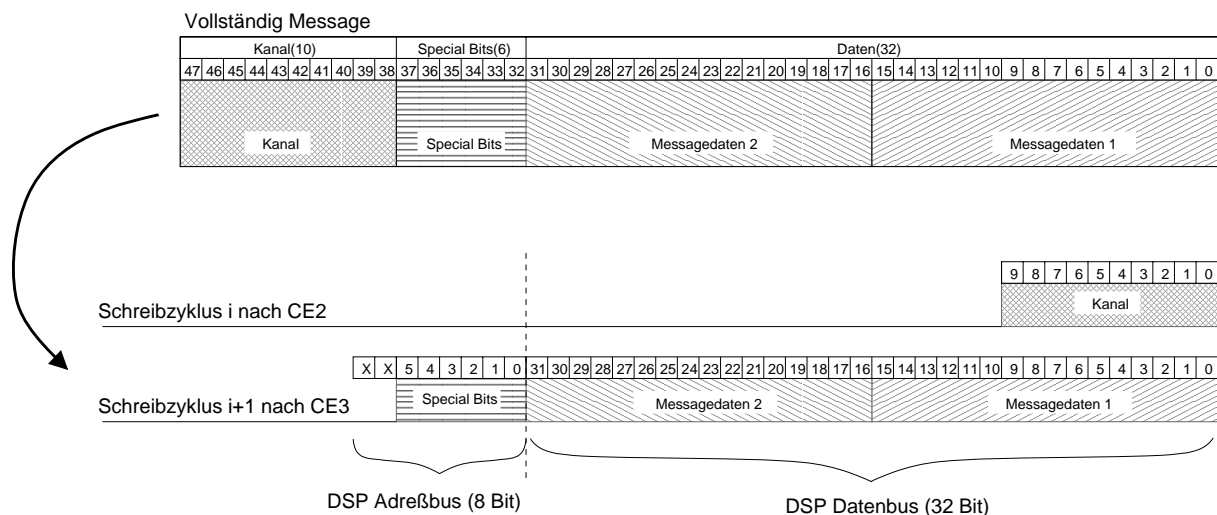 Vollständig Message
Kanal(10) Special Bits(6) Daten(32)
47 46 45 44 43 42 41 40 39 38 37 36 35 34 33 32 31 30 29 28 27 26 25 24 23 22 21 20 19 18 17 16 15 14 13 12 11 10 9 8 7 6 5 4 3 2 1 0
Kanal Special Bits Messagedaten 2 Messagedaten 1
9 8 7 6 5 4 3 2 1 0
Schreibzyklus i nach CE2 Kanal
X X 5 4 3 2 1 0 31 30 29 28 27 26 25 24 23 22 21 20 19 18 17 16 15 14 13 12 11 10 9 8 7 6 5 4 3 2 1 0
Schreibzyklus i+1 nach CE3 Special Bits Messagedaten 2 Messagedaten 1
DSP Adreßbus (8 Bit) DSP Datenbus (32 Bit)